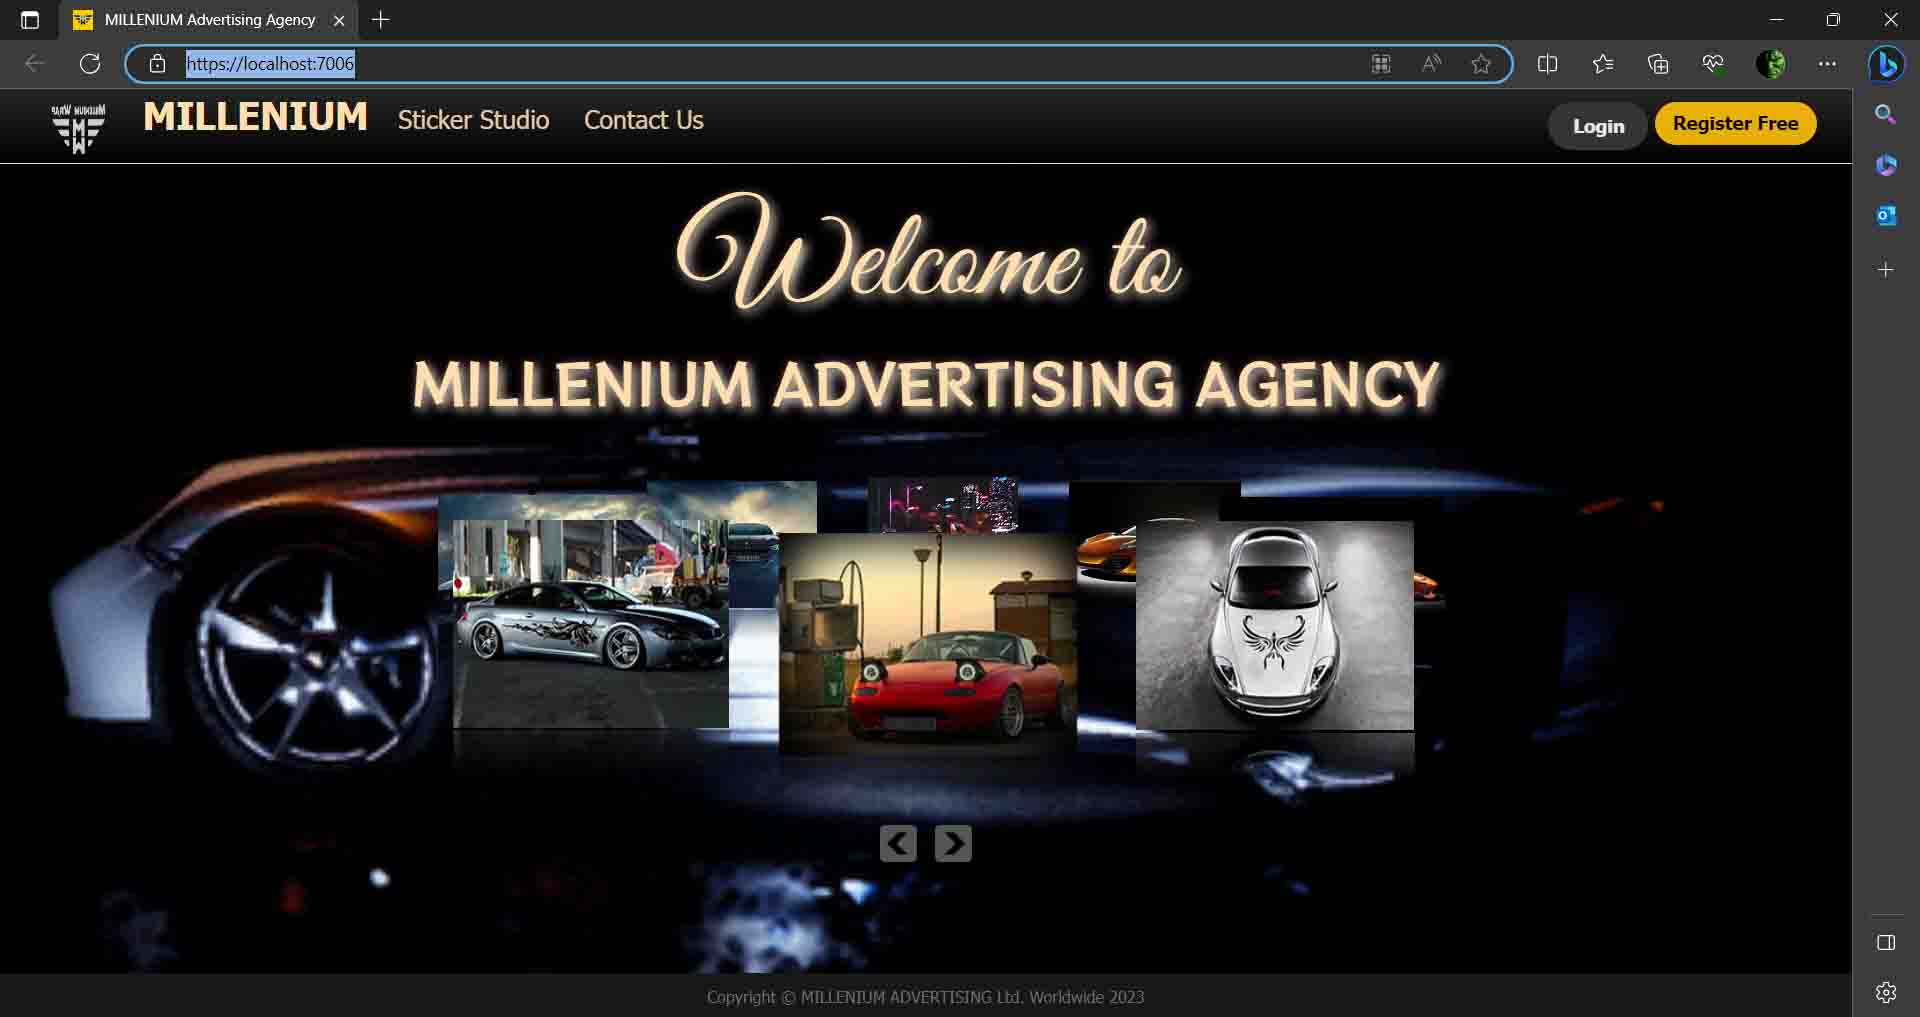 MILLENIUM Advertising Agency
https://localhost:7006
MILLENIUM Sticker Studio Contact Us Login Register Free
Welcome to
MILLENIUM ADVERTISING AGENCY
Copyright © MILLENIUM ADVERTISING Ltd. Worldwide 2023